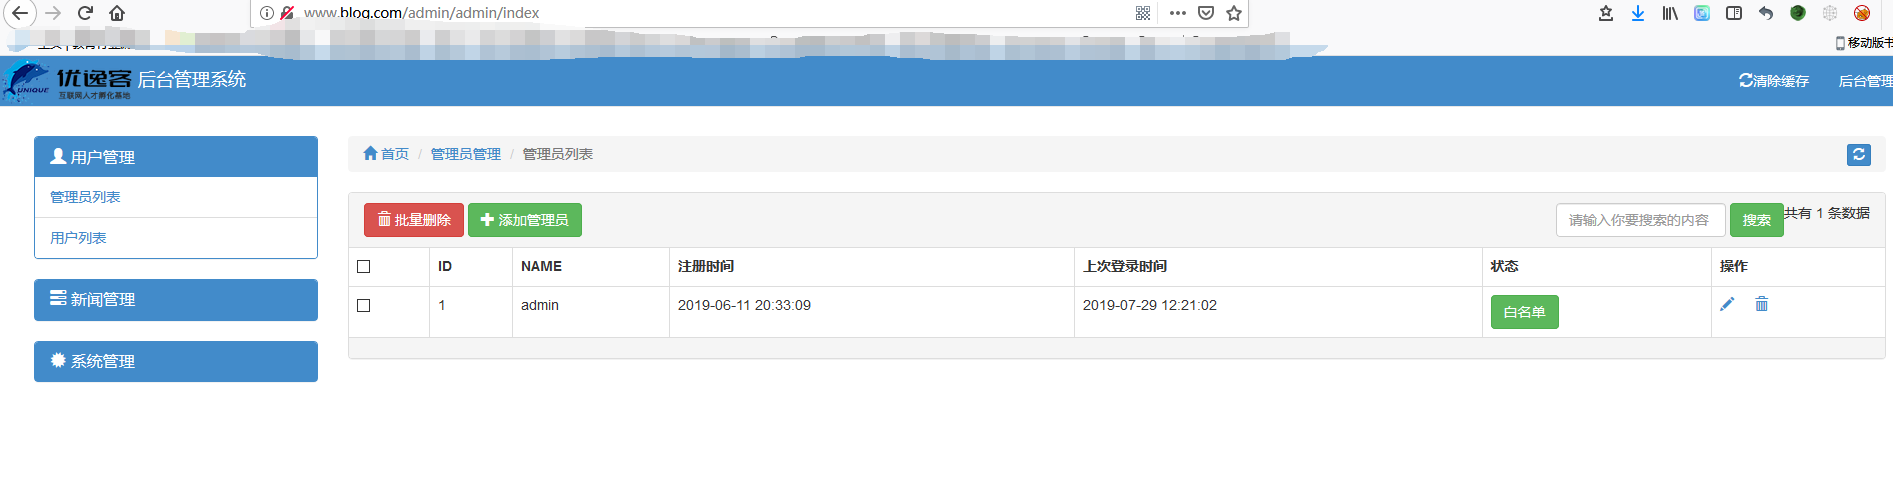 www.blog.com/admin/admin/index
移动版书
UNIQUE 优逸客 后台管理系统
互联网人才孵化基地
清除缓存 后台管理
用户管理
管理员列表
用户列表
新闻管理
系统管理
首页 / 管理员管理 / 管理员列表
批量删除 添加管理员 请输入你要搜索的内容 搜索 共有 1 条数据
ID NAME 注册时间 上次登录时间 状态 操作
1 admin 2019-06-11 20:33:09 2019-07-29 12:21:02 白名单